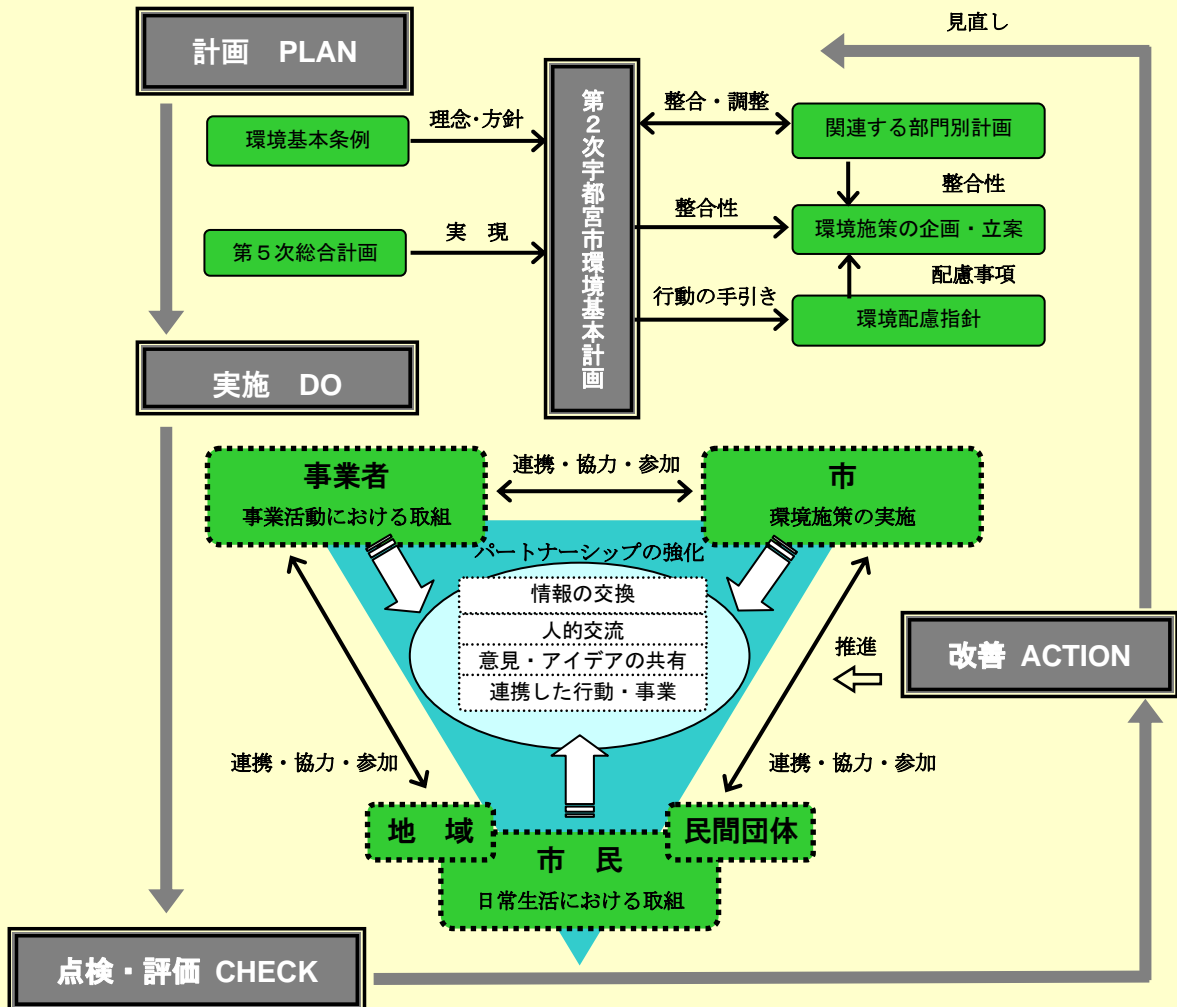 計画　PLAN
見直し
環境基本条例
理念・方針
第２次宇都宮市環境基本計画
整合・調整
関連する部門別計画
整合性
第５次総合計画
実　現
整合性
環境施策の企画・立案
配慮事項
行動の手引き
環境配慮指針
実施　DO
事業者
事業活動における取組
連携・協力・参加
市
環境施策の実施
パートナーシップの強化
情報の交換
人的交流
意見・アイデアの共有
連携した行動・事業
推進
改善 ACTION
連携・協力・参加
連携・協力・参加
地　域
民間団体
市　民
日常生活における取組
点検・評価 CHECK